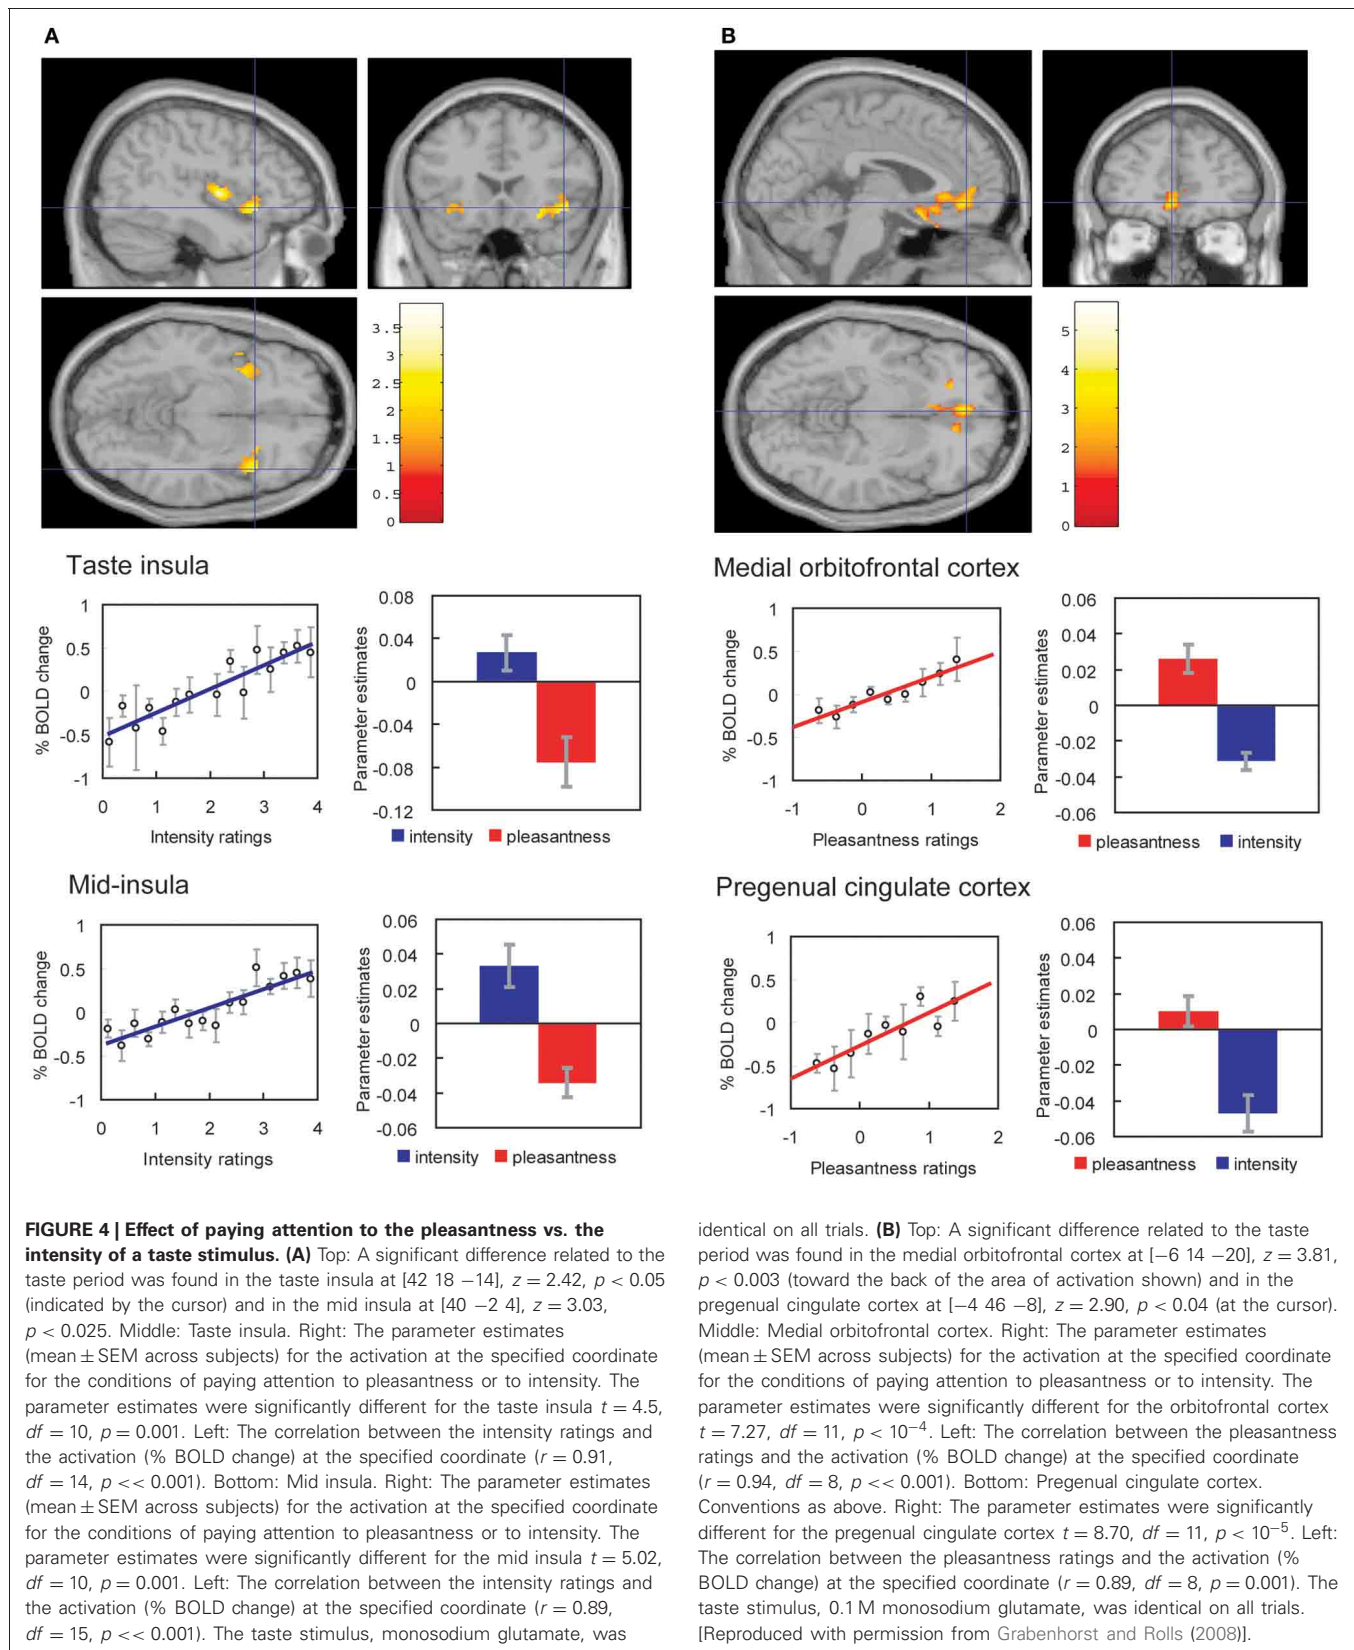 A
B
3.5
3
2.5
2
1.5
1
0.5
0
5
4
3
2
1
0
Taste insula
1
0.5
0
-0.5
-1
% BOLD change
0 1 2 3 4
Intensity ratings
0.08
0.04
0
-0.04
-0.08
-0.12
Parameter estimates
intensity pleasantness
Medial orbitofrontal cortex
1
0.5
0
-0.5
-1
% BOLD change
-1 0 1 2
Pleasantness ratings
0.06
0.04
0.02
0
-0.02
-0.04
-0.06
Parameter estimates
pleasantness intensity
Mid-insula
1
0.5
0
-0.5
-1
% BOLD change
0 1 2 3 4
Intensity ratings
0.06
0.04
0.02
0
-0.02
-0.04
-0.06
Parameter estimates
intensity pleasantness
Pregenual cingulate cortex
1
0.5
0
-0.5
-1
% BOLD change
-1 0 1 2
Pleasantness ratings
0.06
0.04
0.02
0
-0.02
-0.04
-0.06
Parameter estimates
pleasantness intensity
FIGURE 4 | Effect of paying attention to the pleasantness vs. the
intensity of a taste stimulus. (A) Top: A significant difference related to the
taste period was found in the taste insula at [42 18 −14], z = 2.42, p < 0.05
(indicated by the cursor) and in the mid insula at [40 −2 4], z = 3.03,
p < 0.025. Middle: Taste insula. Right: The parameter estimates
(mean ± SEM across subjects) for the activation at the specified coordinate
for the conditions of paying attention to pleasantness or to intensity. The
parameter estimates were significantly different for the taste insula t = 4.5,
df = 10, p = 0.001. Left: The correlation between the intensity ratings and
the activation (% BOLD change) at the specified coordinate (r = 0.91,
df = 14, p << 0.001). Bottom: Mid insula. Right: The parameter estimates
(mean ± SEM across subjects) for the activation at the specified coordinate
for the conditions of paying attention to pleasantness or to intensity. The
parameter estimates were significantly different for the mid insula t = 5.02,
df = 10, p = 0.001. Left: The correlation between the intensity ratings and
the activation (% BOLD change) at the specified coordinate (r = 0.89,
df = 15, p << 0.001). The taste stimulus, monosodium glutamate, was
identical on all trials. (B) Top: A significant difference related to the taste
period was found in the medial orbitofrontal cortex at [−6 14 −20], z = 3.81,
p < 0.003 (toward the back of the area of activation shown) and in the
pregenual cingulate cortex at [−4 46 −8], z = 2.90, p < 0.04 (at the cursor).
Middle: Medial orbitofrontal cortex. Right: The parameter estimates
(mean ± SEM across subjects) for the activation at the specified coordinate
for the conditions of paying attention to pleasantness or to intensity. The
parameter estimates were significantly different for the orbitofrontal cortex
t = 7.27, df = 11, p < 10−4. Left: The correlation between the pleasantness
ratings and the activation (% BOLD change) at the specified coordinate
(r = 0.94, df = 8, p << 0.001). Bottom: Pregenual cingulate cortex.
Conventions as above. Right: The parameter estimates were significantly
different for the pregenual cingulate cortex t = 8.70, df = 11, p < 10−5. Left:
The correlation between the pleasantness ratings and the activation (%
BOLD change) at the specified coordinate (r = 0.89, df = 8, p = 0.001). The
taste stimulus, 0.1 M monosodium glutamate, was identical on all trials.
[Reproduced with permission from Grabenhorst and Rolls (2008)].